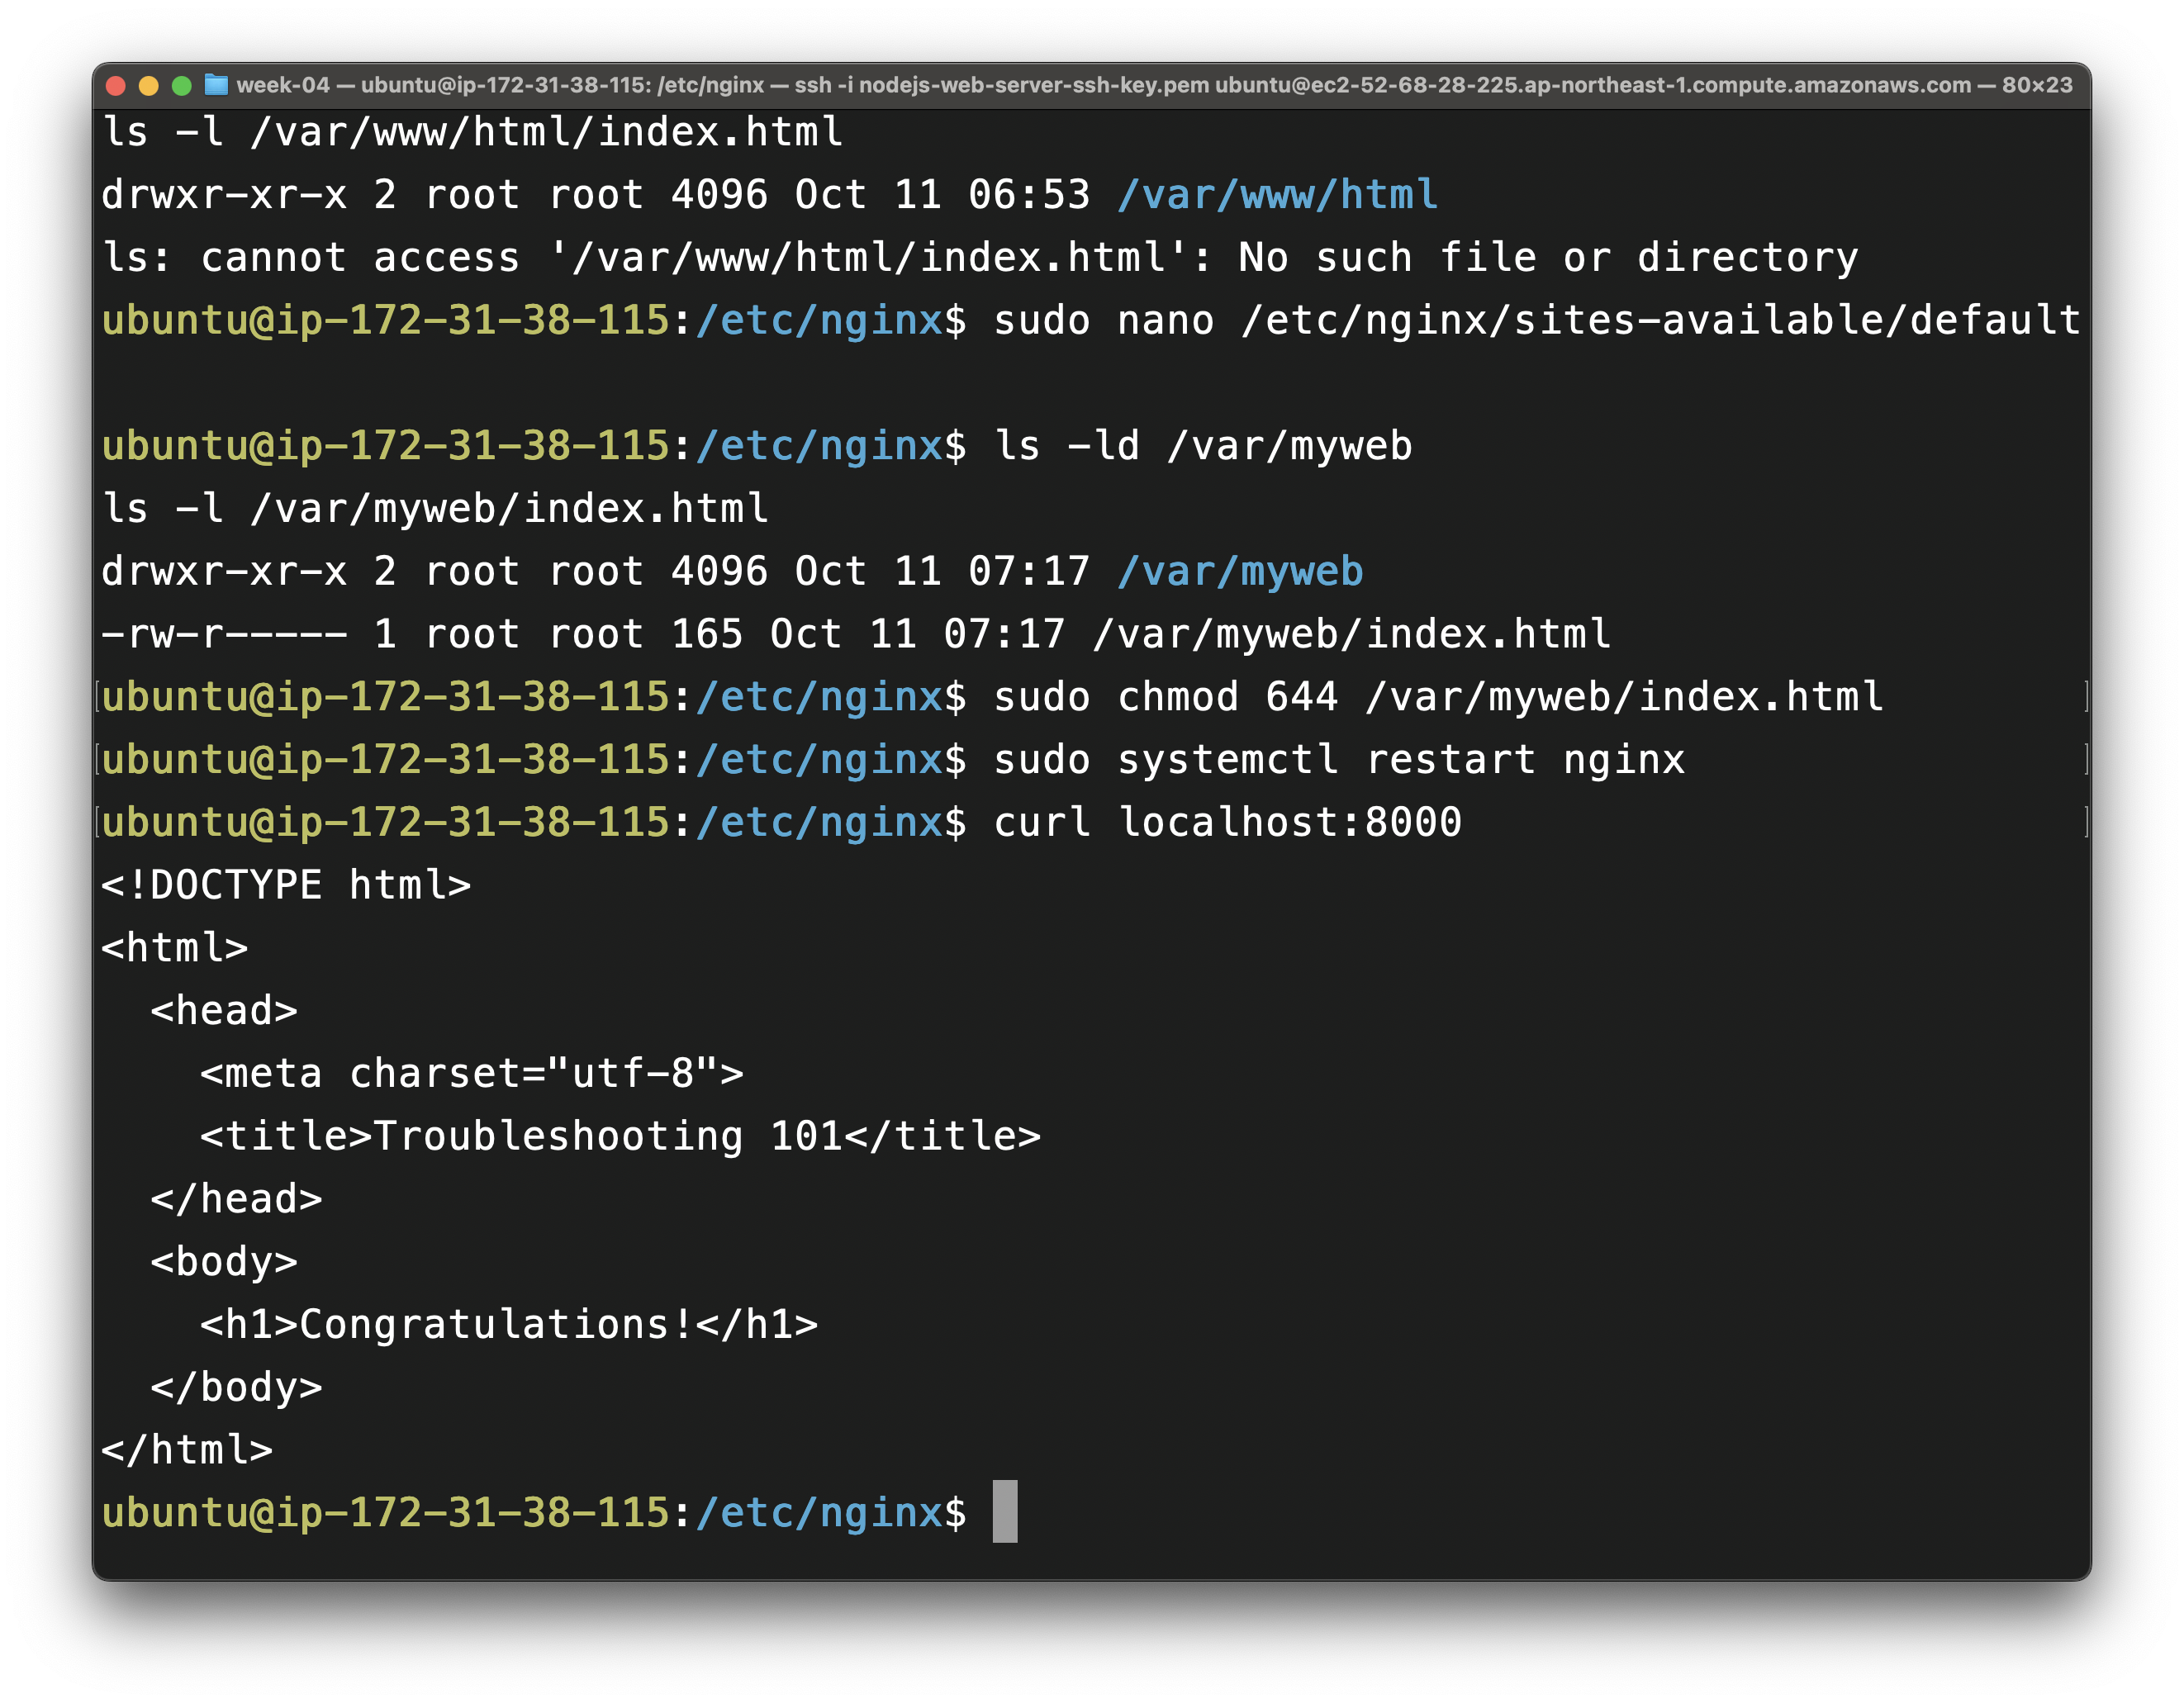 week-04 — ubuntu@ip-172-31-38-115: /etc/nginx — ssh -i nodejs-web-server-ssh-key.pem ubuntu@ec2-52-68-28-225.ap-northeast-1.compute.amazonaws.com — 80×23
ls -l /var/www/html/index.html
drwxr-xr-x 2 root root 4096 Oct 11 06:53 /var/www/html
ls: cannot access '/var/www/html/index.html': No such file or directory
ubuntu@ip-172-31-38-115:/etc/nginx$ sudo nano /etc/nginx/sites-available/default
ubuntu@ip-172-31-38-115:/etc/nginx$ ls -ld /var/myweb
ls -l /var/myweb/index.html
drwxr-xr-x 2 root root 4096 Oct 11 07:17 /var/myweb
-rw-r----- 1 root root 165 Oct 11 07:17 /var/myweb/index.html
[ubuntu@ip-172-31-38-115:/etc/nginx$ sudo chmod 644 /var/myweb/index.html ]
[ubuntu@ip-172-31-38-115:/etc/nginx$ sudo systemctl restart nginx ]
[ubuntu@ip-172-31-38-115:/etc/nginx$ curl localhost:8000 ]
<!DOCTYPE html>
<html>
  <head>
    <meta charset="utf-8">
    <title>Troubleshooting 101</title>
  </head>
  <body>
    <h1>Congratulations!</h1>
  </body>
</html>
ubuntu@ip-172-31-38-115:/etc/nginx$